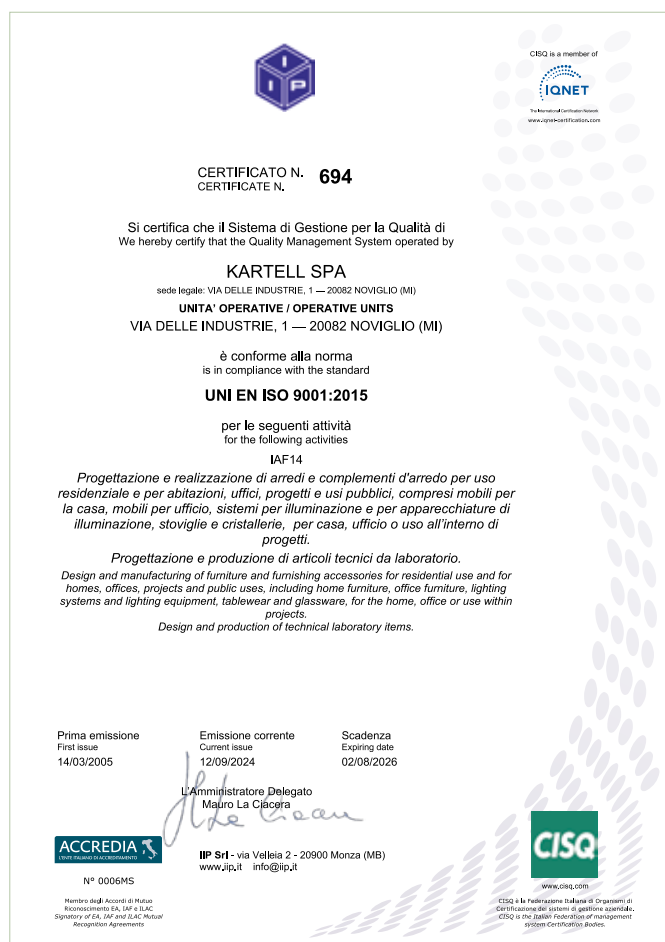 I
I P
CISQ is a member of
IQNET
The International Certification Network
www.iqnet-certification.com
CERTIFICATO N. 694
CERTIFICATE N.
Si certifica che il Sistema di Gestione per la Qualità di
We hereby certify that the Quality Management System operated by
KARTELL SPA
sede legale: VIA DELLE INDUSTRIE, 1 — 20082 NOVIGLIO (MI)
UNITA' OPERATIVE / OPERATIVE UNITS
VIA DELLE INDUSTRIE, 1 — 20082 NOVIGLIO (MI)
è conforme alla norma
is in compliance with the standard
UNI EN ISO 9001:2015
per le seguenti attività
for the following activities
IAF14
Progettazione e realizzazione di arredi e complementi d'arredo per uso
residenziale e per abitazioni, uffici, progetti e usi pubblici, compresi mobili per
la casa, mobili per ufficio, sistemi per illuminazione e per apparecchiature di
illuminazione, stoviglie e cristallerie, per casa, ufficio o uso all'interno di
progetti.
Progettazione e produzione di articoli tecnici da laboratorio.
Design and manufacturing of furniture and furnishing accessories for residential use and for
homes, offices, projects and public uses, including home furniture, office furniture, lighting
systems and lighting equipment, tablewear and glassware, for the home, office or use within
projects.
Design and production of technical laboratory items.
Prima emissione
First issue
14/03/2005
Emissione corrente
Current issue
12/09/2024
Scadenza
Expiring date
02/08/2026
L'Amministratore Delegato
Mauro La Ciacera
ACCREDIA
L'ENTE ITALIANO DI ACCREDITAMENTO
N° 0006MS
Membro degli Accordi di Mutuo
Riconoscimento EA, IAF e ILAC
Signatory of EA, IAF and ILAC Mutual
Recognition Agreements
IIP Srl - via Velleia 2 - 20900 Monza (MB)
www.iip.it info@iip.it
CISQ
www.cisq.com
CISQ è la Federazione Italiana di Organismi di
Certificazione dei sistemi di gestione aziendale.
CISQ is the Italian Federation of management
system Certification Bodies.